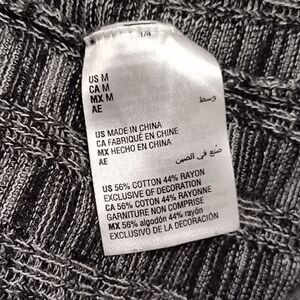 1/4
US M
CA M
MX M
AE وسط
US MADE IN CHINA
CA FABRIQUÉ EN CHINE
MX HECHO EN CHINA
AE صنع في الصين
US 56% COTTON 44% RAYON
EXCLUSIVE OF DECORATION
CA 56% COTON 44% RAYONNE
GARNITURE NON COMPRISE
MX 56% algodón 44% rayón
EXCLUSIVO DE LA DECORACIÓN